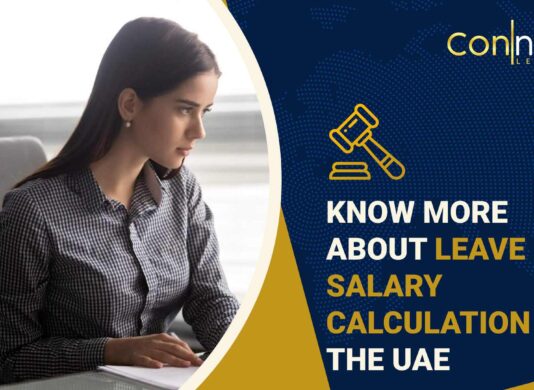 KNOW MORE
ABOUT LEAVE
SALARY
CALCULATION
THE UAE